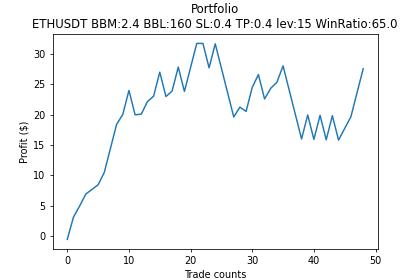 Portfolio
ETHUSDT BBM:2.4 BBL:160 SL:0.4 TP:0.4 lev:15 WinRatio:65.0
Profit ($)
30
25
20
15
10
5
0
0 10 20 30 40 50
Trade counts